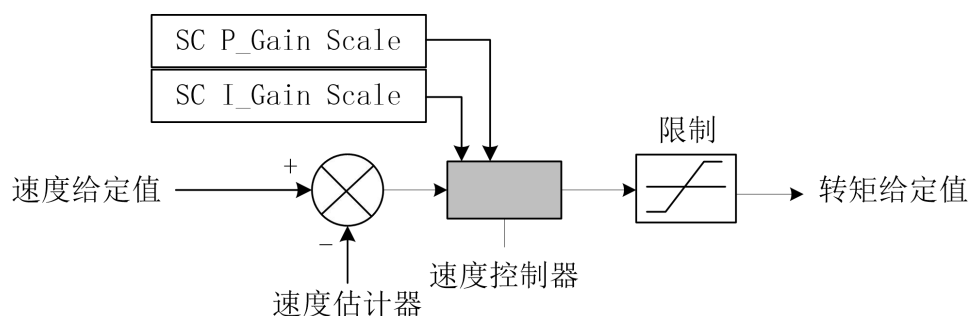 SC P_Gain Scale
SC I_Gain Scale
限制
+
速度给定值
转矩给定值
−
速度控制器
速度估计器